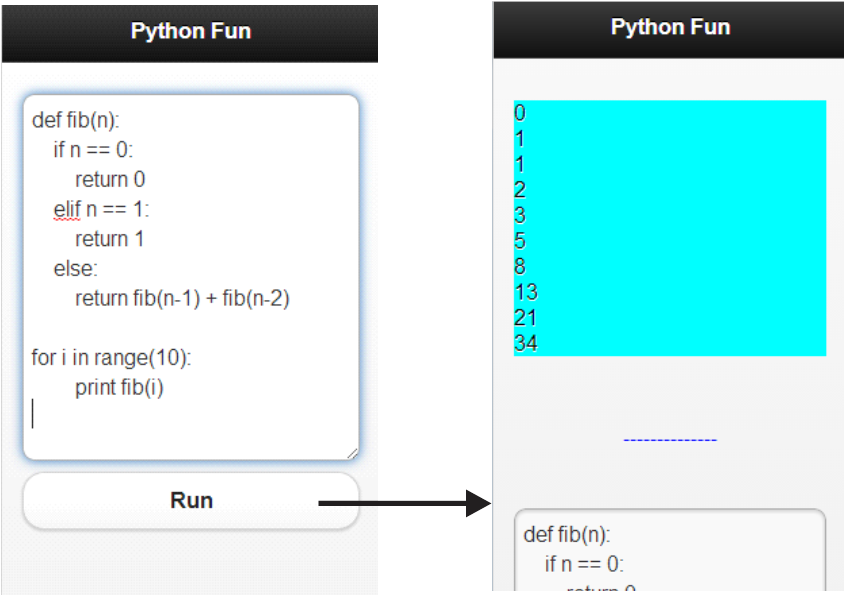 Python Fun
def fib(n):
    if n == 0:
        return 0
    elif n == 1:
        return 1
    else:
        return fib(n-1) + fib(n-2)

for i in range(10):
        print fib(i)
Run
Python Fun
0
1
1
2
3
5
8
13
21
34
--------------
def fib(n):
    if n == 0:
        return 0